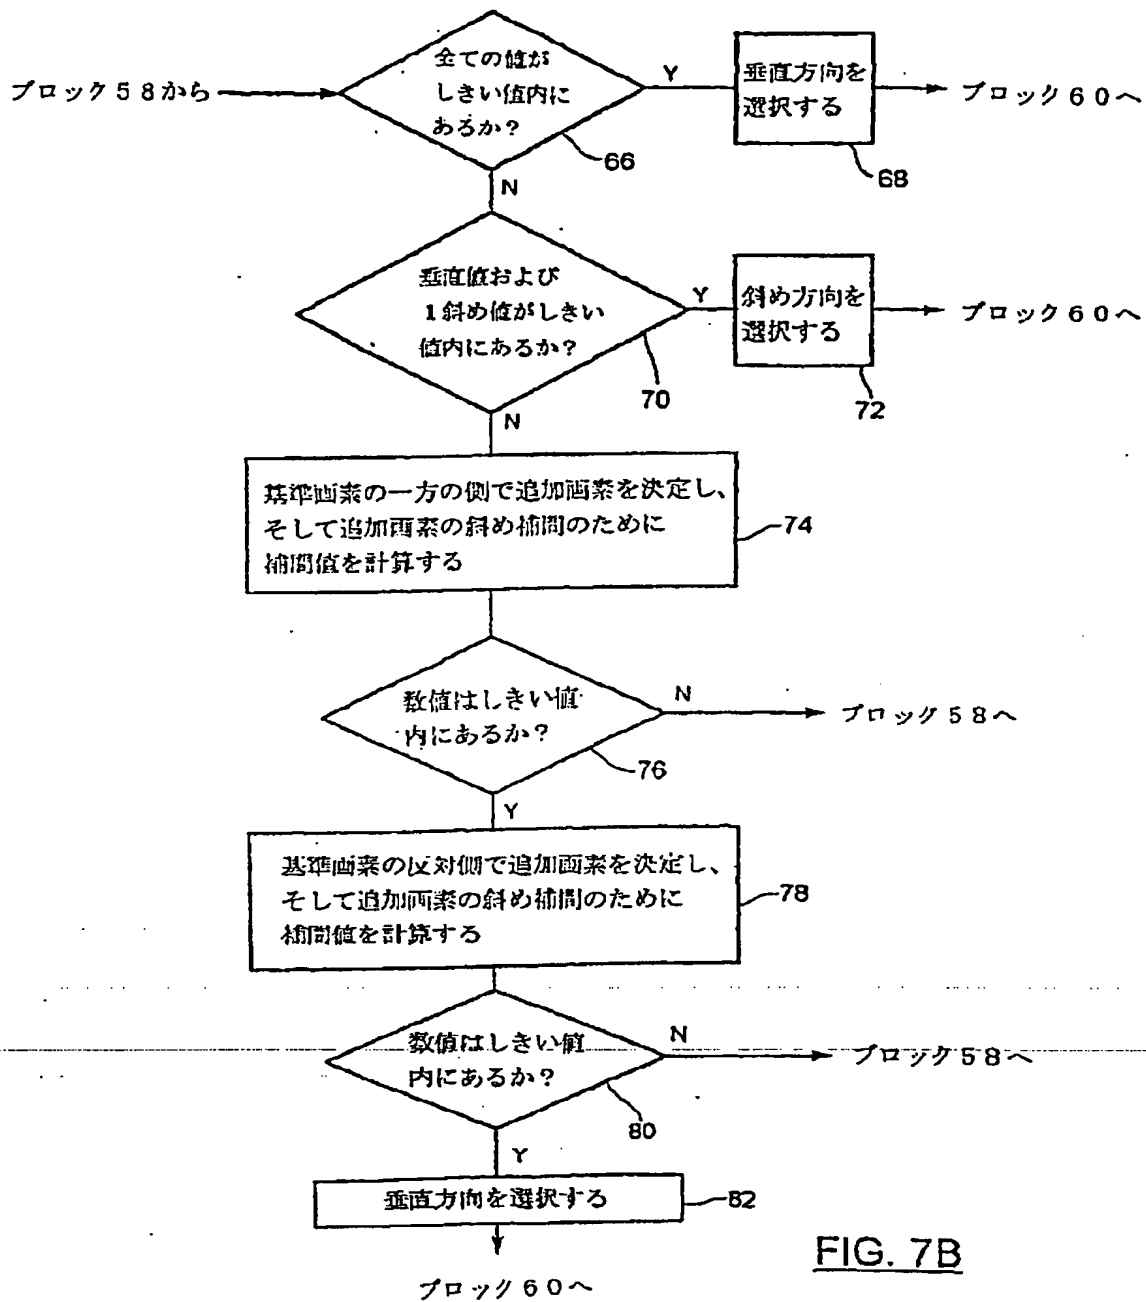 全ての値が
しきい値内に
あるか？
ブロック５８から
Y
垂直方向を
選択する
ブロック６０へ
66
68
N
垂直値および
１斜め値がしきい
値内にあるか？
Y
斜め方向を
選択する
ブロック６０へ
70
72
N
基準画素の一方の側で追加画素を決定し、
そして追加画素の斜め補間のために
補間値を計算する
74
数値はしきい値
内にあるか？
N
ブロック５８へ
76
Y
基準画素の反対側で追加画素を決定し、
そして追加画素の斜め補間のために
補間値を計算する
78
数値はしきい値
内にあるか？
N
ブロック５８へ
80
Y
垂直方向を選択する
82
ブロック６０へ
FIG. 7B